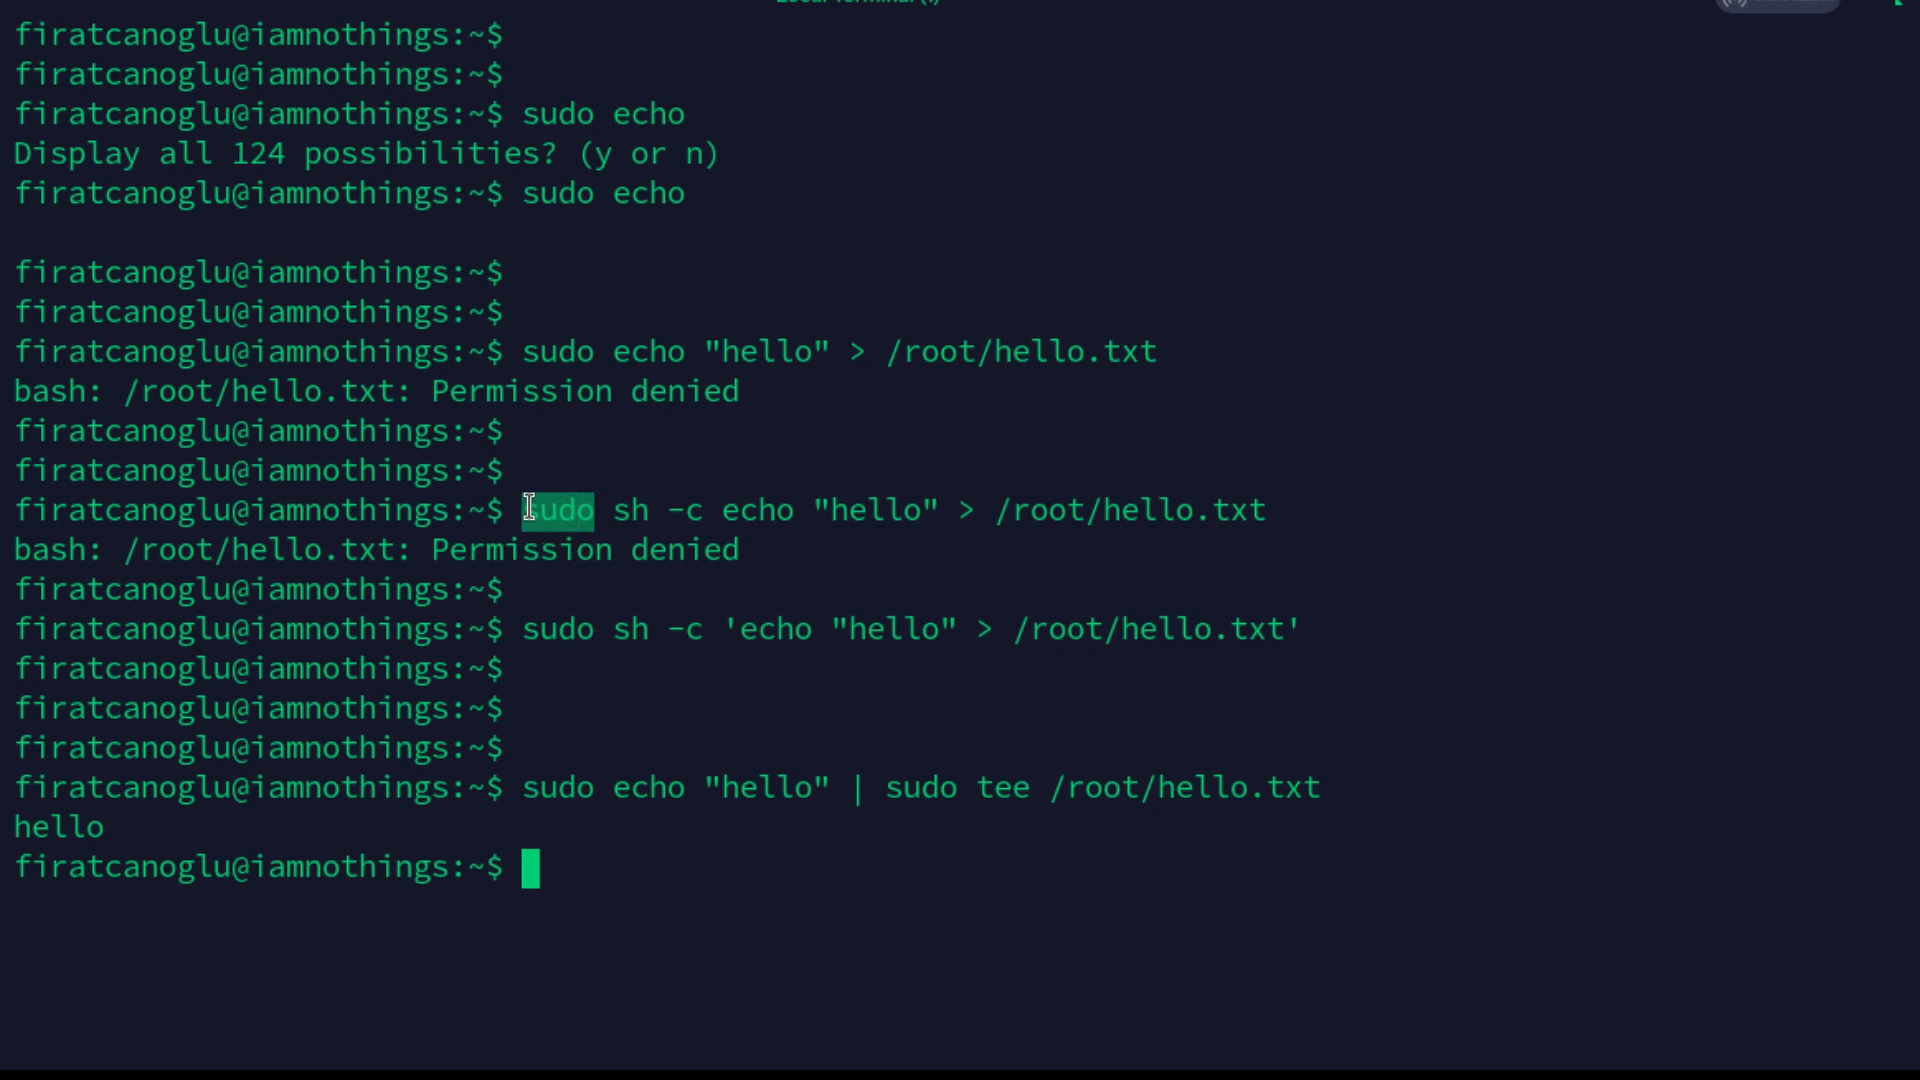 firatcanoglu@iamnothings:~$
firatcanoglu@iamnothings:~$
firatcanoglu@iamnothings:~$ sudo echo
Display all 124 possibilities? (y or n)
firatcanoglu@iamnothings:~$ sudo echo
firatcanoglu@iamnothings:~$
firatcanoglu@iamnothings:~$
firatcanoglu@iamnothings:~$ sudo echo "hello" > /root/hello.txt
bash: /root/hello.txt: Permission denied
firatcanoglu@iamnothings:~$
firatcanoglu@iamnothings:~$
firatcanoglu@iamnothings:~$ sudo sh -c echo "hello" > /root/hello.txt
bash: /root/hello.txt: Permission denied
firatcanoglu@iamnothings:~$
firatcanoglu@iamnothings:~$ sudo sh -c 'echo "hello" > /root/hello.txt'
firatcanoglu@iamnothings:~$
firatcanoglu@iamnothings:~$
firatcanoglu@iamnothings:~$
firatcanoglu@iamnothings:~$ sudo echo "hello" | sudo tee /root/hello.txt
hello
firatcanoglu@iamnothings:~$